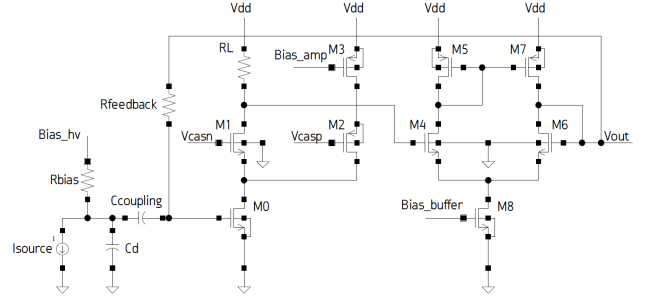 Vdd Vdd Vdd Vdd
RL Bias_amp M3 M5 M7
Rfeedback
Bias_hv M1 Vcasn Vcasp M2 M4 M6 Vout
Rbias
Ccoupling M0 Bias_buffer M8
Isource Cd